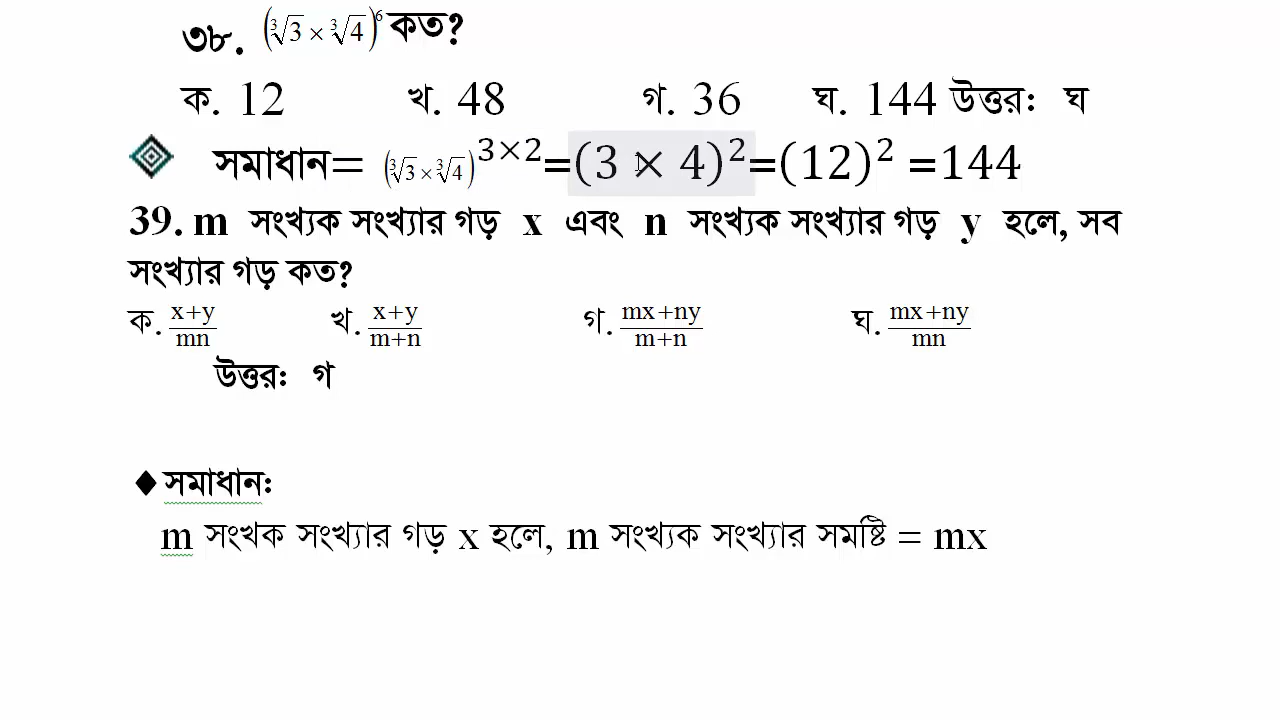 ৩৮. (∛3 × ∛4)⁶ কত?
ক. 12 খ. 48 গ. 36 ঘ. 144 উত্তর: ঘ
সমাধান= (∛3 × ∛4)³ˣ²=(3 × 4)²=(12)² =144
39. m সংখ্যক সংখ্যার গড় x এবং n সংখ্যক সংখ্যার গড় y হলে, সব
সংখ্যার গড় কত?
ক. x+y/mn খ. x+y/m+n গ. mx+ny/m+n ঘ. mx+ny/mn
উত্তর: গ
♦ সমাধান:
m সংখক সংখ্যার গড় x হলে, m সংখ্যক সংখ্যার সমষ্টি = mx